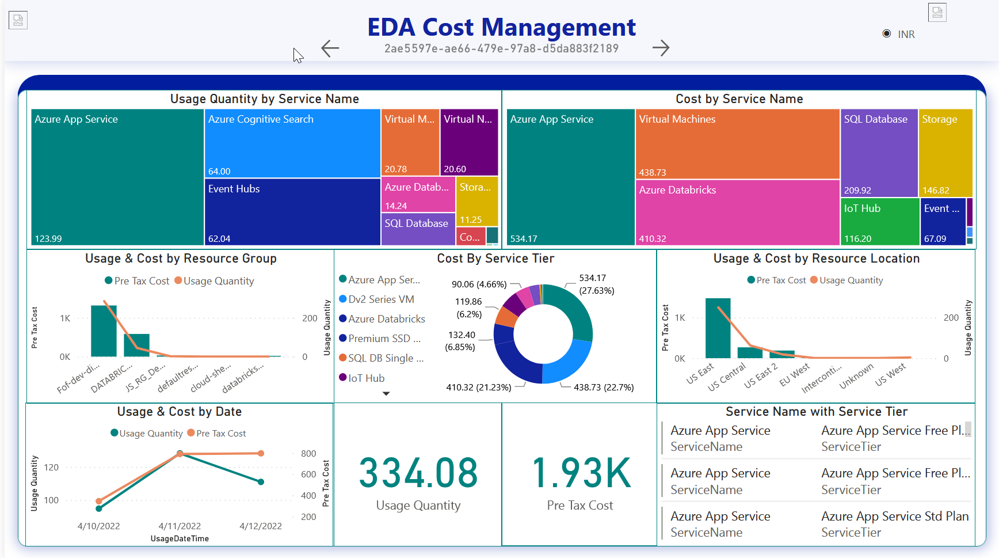 EDA Cost Management
2ae5597e-ae66-479e-97a8-d5da883f2189
INR
Usage Quantity by Service Name
Azure App Service
123.99
Azure Cognitive Search
64.00
Event Hubs
62.04
Virtual M...
20.78
Virtual N...
20.60
Azure Datab...
14.24
SQL Database
Stora...
11.25
Co...
Cost by Service Name
Azure App Service
534.17
Virtual Machines
438.73
Azure Databricks
410.32
SQL Database
209.92
Storage
146.82
IoT Hub
116.20
Event ...
67.09
Usage & Cost by Resource Group
Pre Tax Cost Usage Quantity
Pre Tax Cost
1K
0K
200
0
Usage Quantity
Fof-dev-di...
DATABRIC...
JS_RG_De...
defaultres...
cloud-she...
databricks...
Cost By Service Tier
Azure App Ser...
Dv2 Series VM
Azure Databricks
Premium SSD ...
SQL DB Single ...
IoT Hub
534.17
(27.63%)
438.73 (22.7%)
410.32 (21.23%)
132.40
(6.85%)
119.86
(6.2%)
90.06 (4.66%)
Usage & Cost by Resource Location
Pre Tax Cost Usage Quantity
Pre Tax Cost
1K
0K
200
0
Usage Quantity
US East
US Central
US East 2
EU West
Interconti...
Unknown
US West
Usage & Cost by Date
Usage Quantity Pre Tax Cost
Usage Quantity
120
100
800
600
400
200
Pre Tax Cost
4/10/2022
4/11/2022
4/12/2022
UsageDateTime
334.08
Usage Quantity
1.93K
Pre Tax Cost
Service Name with Service Tier
Azure App Service Azure App Service Free Pl...
ServiceName ServiceTier
Azure App Service Azure App Service Free Pl...
ServiceName ServiceTier
Azure App Service Azure App Service Std Plan
ServiceName ServiceTier